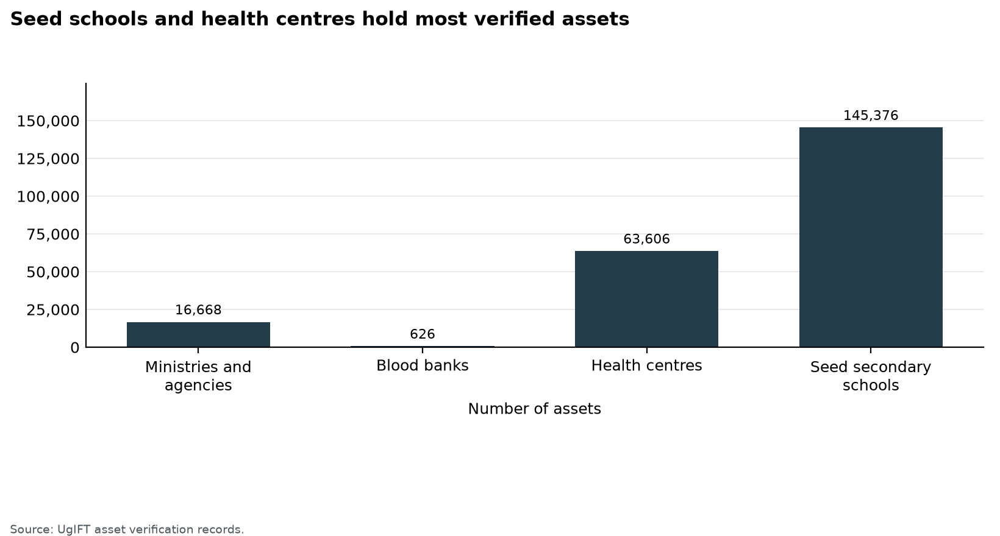 Seed schools and health centres hold most verified assets
150,000
125,000
100,000
75,000
50,000
25,000
0
16,668
626
63,606
145,376
Ministries and
agencies
Blood banks
Health centres
Seed secondary
schools
Number of assets
Source: UgIFT asset verification records.